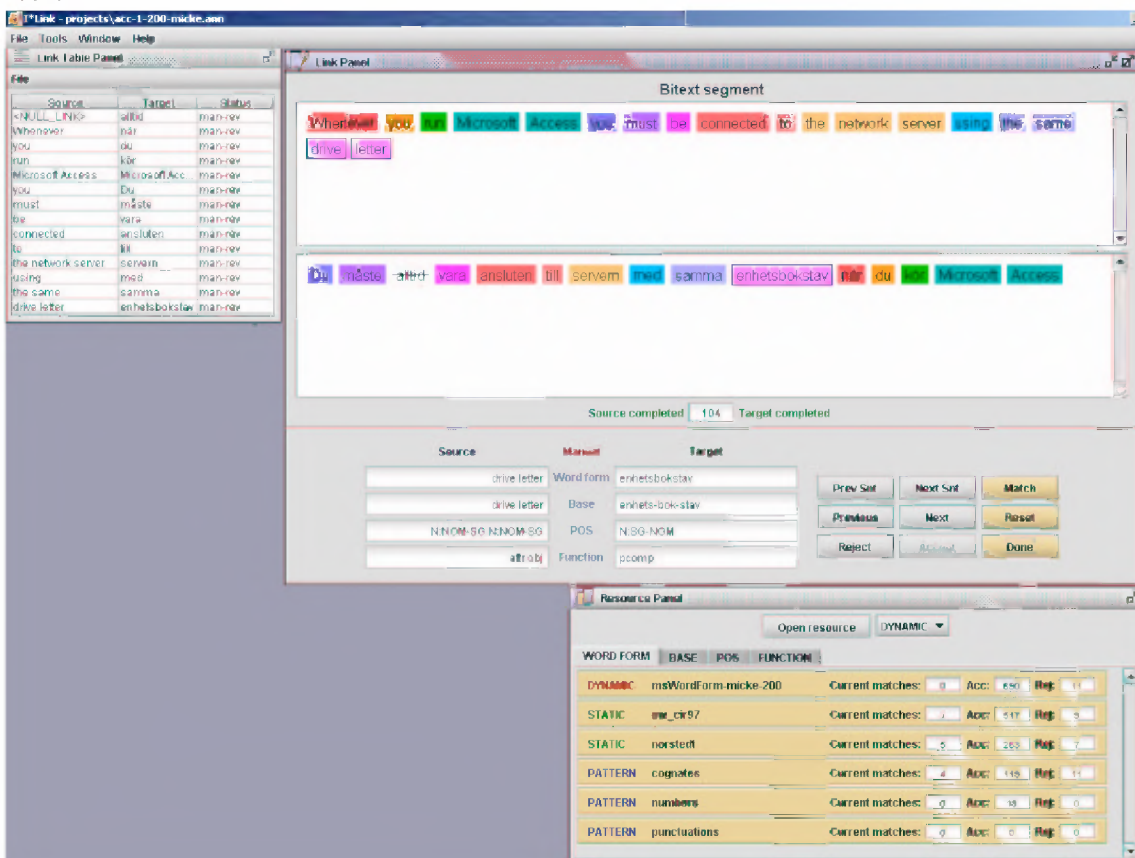 I*Link - projects\acc-1-200-micke.ann
File Tools Window Help
Link Table Panel
File
Source Target Status
<NULL_LINK> alltid man-rev
Whenever när man-rev
you du man-rev
run kör man-rev
Microsoft Access Microsoft Acc... man-rev
you Du man-rev
must måste man-rev
be vara man-rev
connected ansluten man-rev
to till man-rev
the network server servern man-rev
using med man-rev
the same samma man-rev
drive letter enhetsbokstav man-rev
Link Panel
Bitext segment
Whenever you run Microsoft Access you must be connected to the network server using the same
drive letter
Du måste alltid vara ansluten till servern med samma enhetsbokstav när du kör Microsoft Access
Source completed 104 Target completed
Source Manual Target
drive letter Word form enhetsbokstav
drive letter Base enhets-bok-stav
N:NOM-SG N:NOM-SG POS N:SG-NOM
attr:obj Function pcomp
Prev Snt Next Snt Match
Previous Next Reset
Reject Accept Done
Resource Panel
Open resource DYNAMIC
WORD FORM BASE POS FUNCTION
DYNAMIC msWordForm-micke-200 Current matches: 0 Acc: Rej: 11
STATIC Current matches: Acc: Rej:
STATIC norstedt Current matches: 5 Acc: 263 Rej: 7
PATTERN cognates Current matches: 4 Acc: Rej: 11
PATTERN numbers Current matches: 0 Acc: Rej: 0
PATTERN punctuations Current matches: 0 Acc: 0 Rej: 0